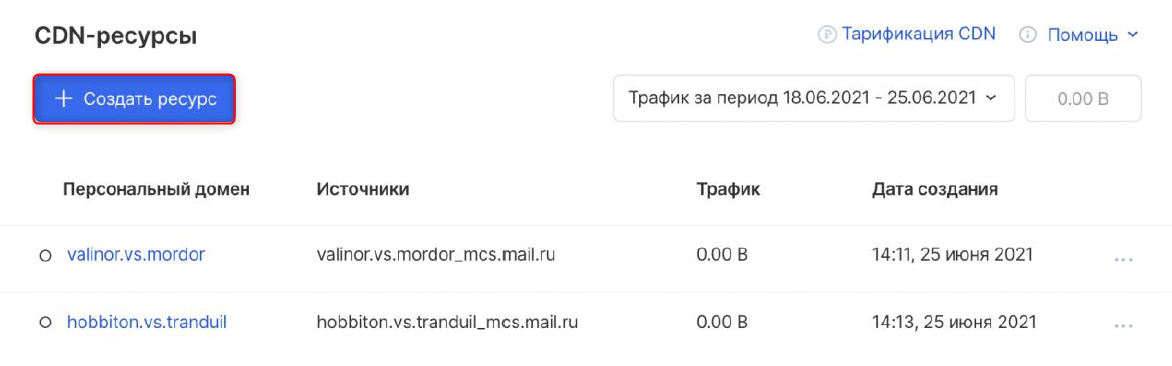 CDN-ресурсы
Тарификация CDN
Помощь
Создать ресурс
Трафик за период 18.06.2021 - 25.06.2021
0.00 B
Персональный домен Источники Трафик Дата создания
valinor.vs.mordor valinor.vs.mordor_mcs.mail.ru 0.00 B 14:11, 25 июня 2021 ...
hobbiton.vs.tranduil hobbiton.vs.tranduil_mcs.mail.ru 0.00 B 14:13, 25 июня 2021 ...